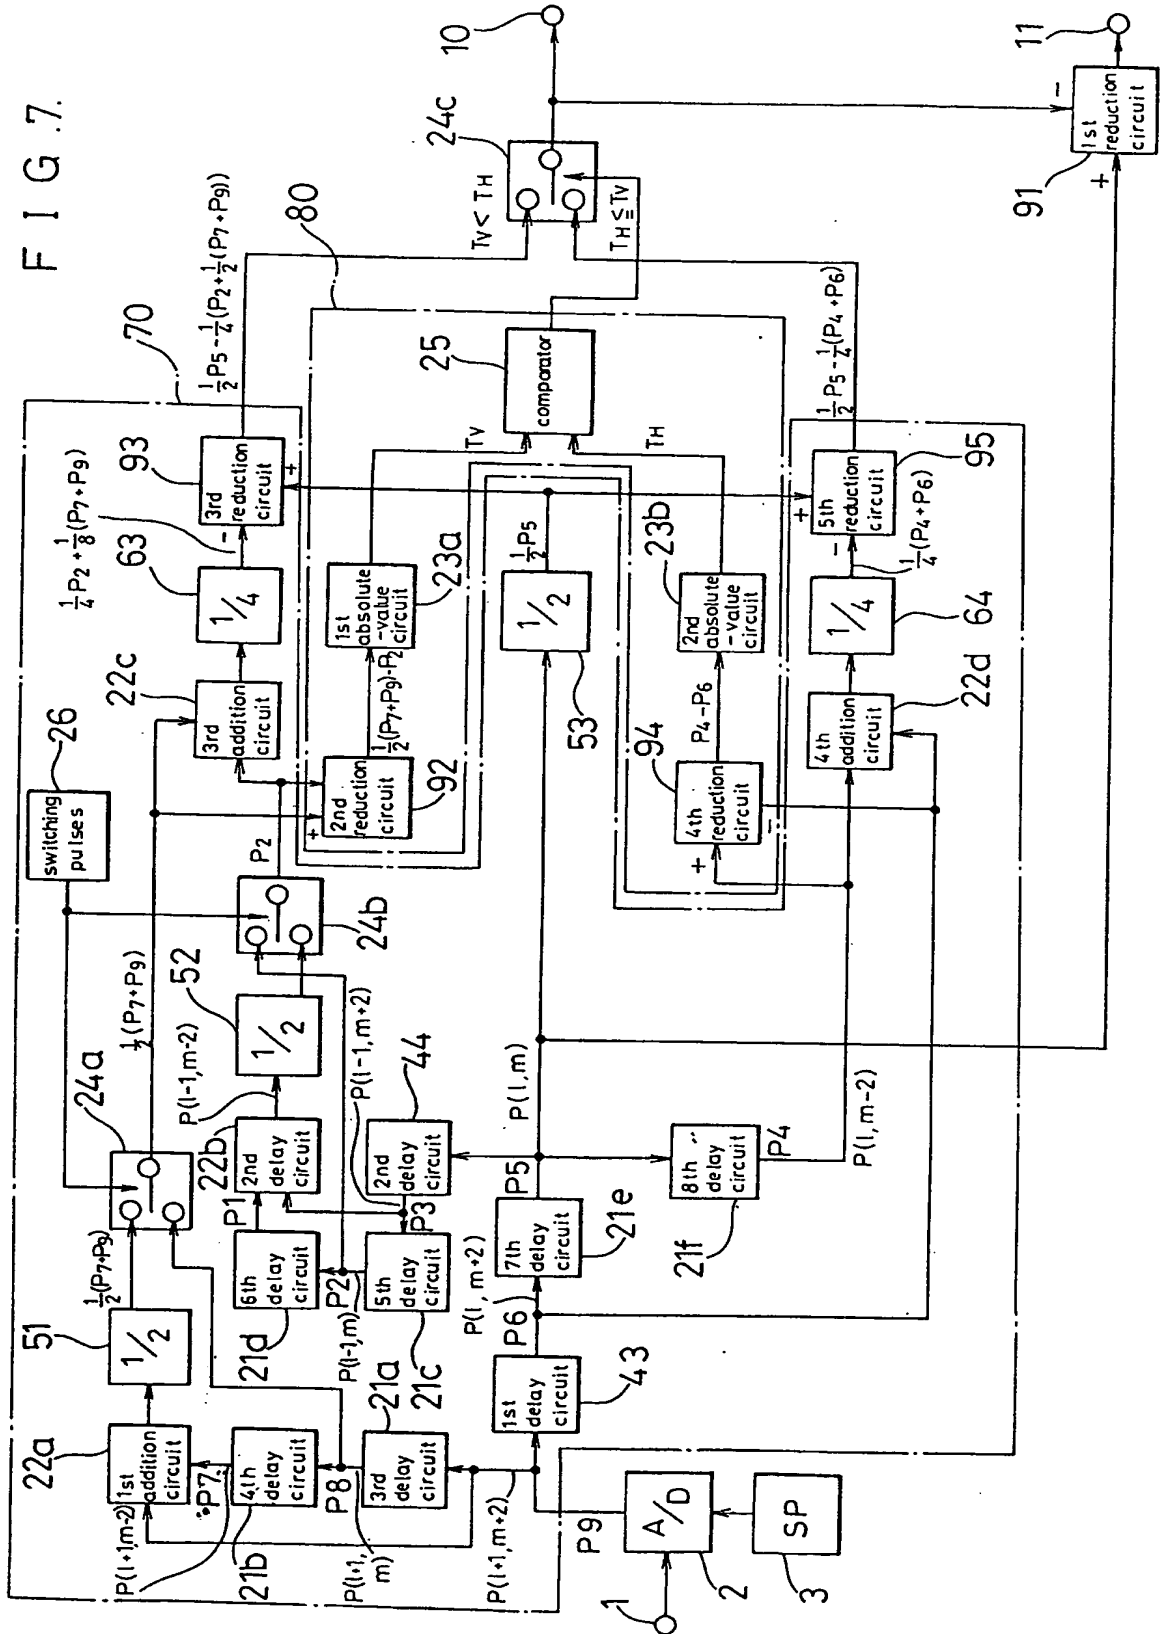 FIG.7.
1
A/D
2
SP
3
P9
P(l+1,m+2)
1st delay circuit
43
3rd delay circuit
21a
P8
P(l+1,m)
4th delay circuit
21b
P7
P(l+1,m-2)
1st addition circuit
22a
1/2
51
1/2(P7+P9)
24a
1/2(P7+P9)
switching pulses
26
P6
P(l,m+2)
7th delay circuit
21e
P5
P(l,m)
2nd delay circuit
44
P3
P(l-1,m+2)
5th delay circuit
21c
P2
P(l-1,m)
6th delay circuit
21d
P1
2nd delay circuit
22b
P(l-1,m-2)
1/2
52
24b
P2
8th delay circuit
21f
P4
P(l,m-2)
3rd addition circuit
22c
1/4
63
1/4P2+1/8(P7+P9)
-
3rd reduction circuit
93
+
70
1/2P5-1/4(P2+1/2(P7+P9))
+
2nd reduction circuit
92
1/2(P7+P9)-P2
1st absolute-value circuit
23a
TV
1/2
53
1/2P5
comparator
25
80
+
4th reduction circuit
94
-
P4-P6
2nd absolute-value circuit
23b
TH
4th addition circuit
22d
1/4
64
1/4(P4+P6)
-
+
5th reduction circuit
95
1/2P5-1/4(P4+P6)
TV<TH
TH≦TV
24c
10
+
-
1st reduction circuit
91
11